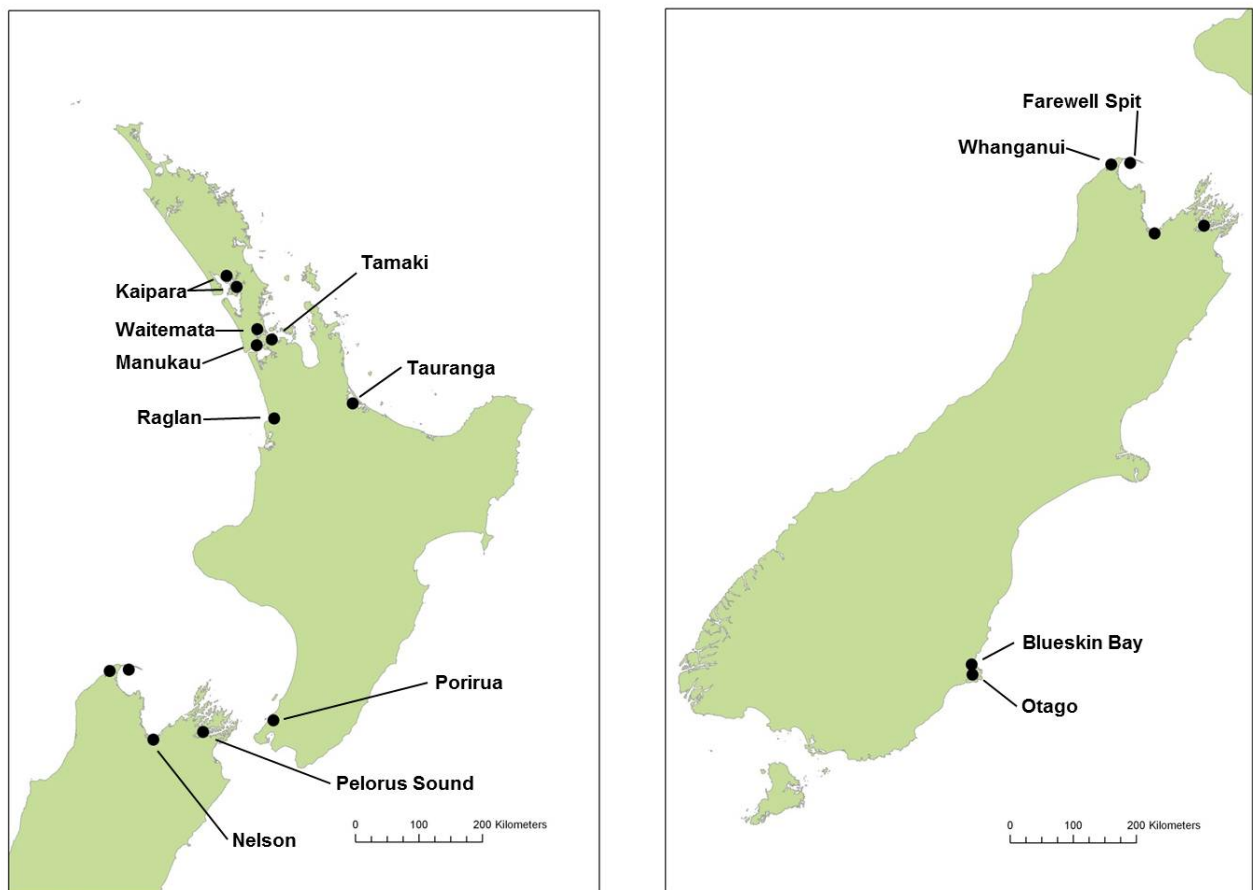 Tamaki
Kaipara
Waitemata
Manukau
Tauranga
Raglan
Porirua
Pelorus Sound
Nelson
0 100 200 Kilometers
Farewell Spit
Whanganui
Blueskin Bay
Otago
0 100 200 Kilometers